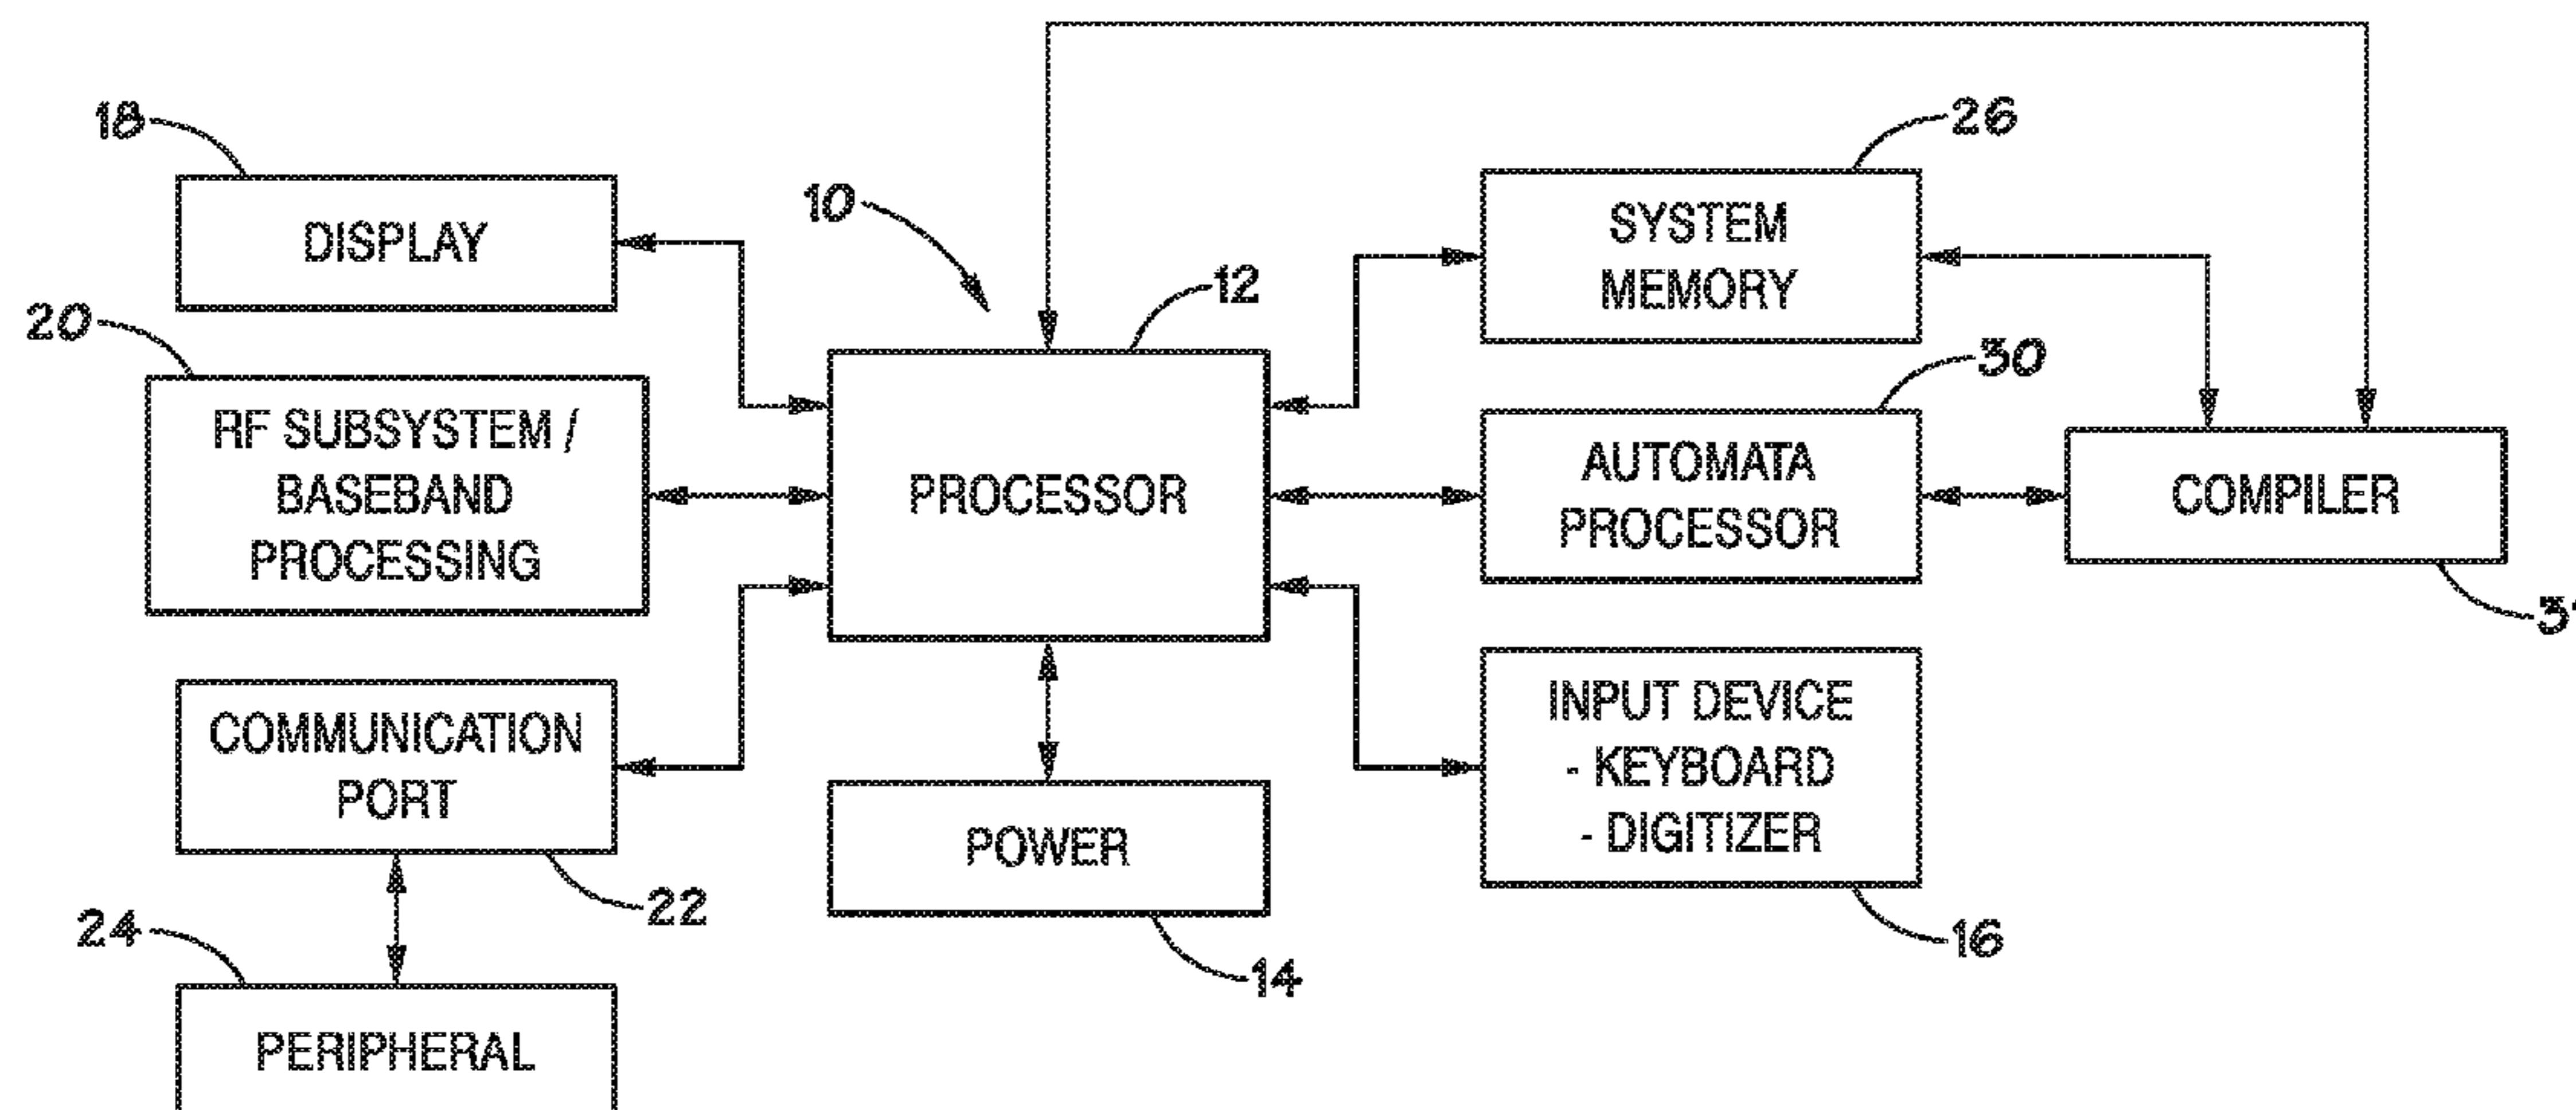 18
DISPLAY
20
RF SUBSYSTEM /
BASEBAND
PROCESSING
COMMUNICATION
PORT
22
24
PERIPHERAL
10
12
PROCESSOR
POWER
14
26
SYSTEM
MEMORY
30
AUTOMATA
PROCESSOR
INPUT DEVICE
- KEYBOARD
- DIGITIZER
16
COMPILER